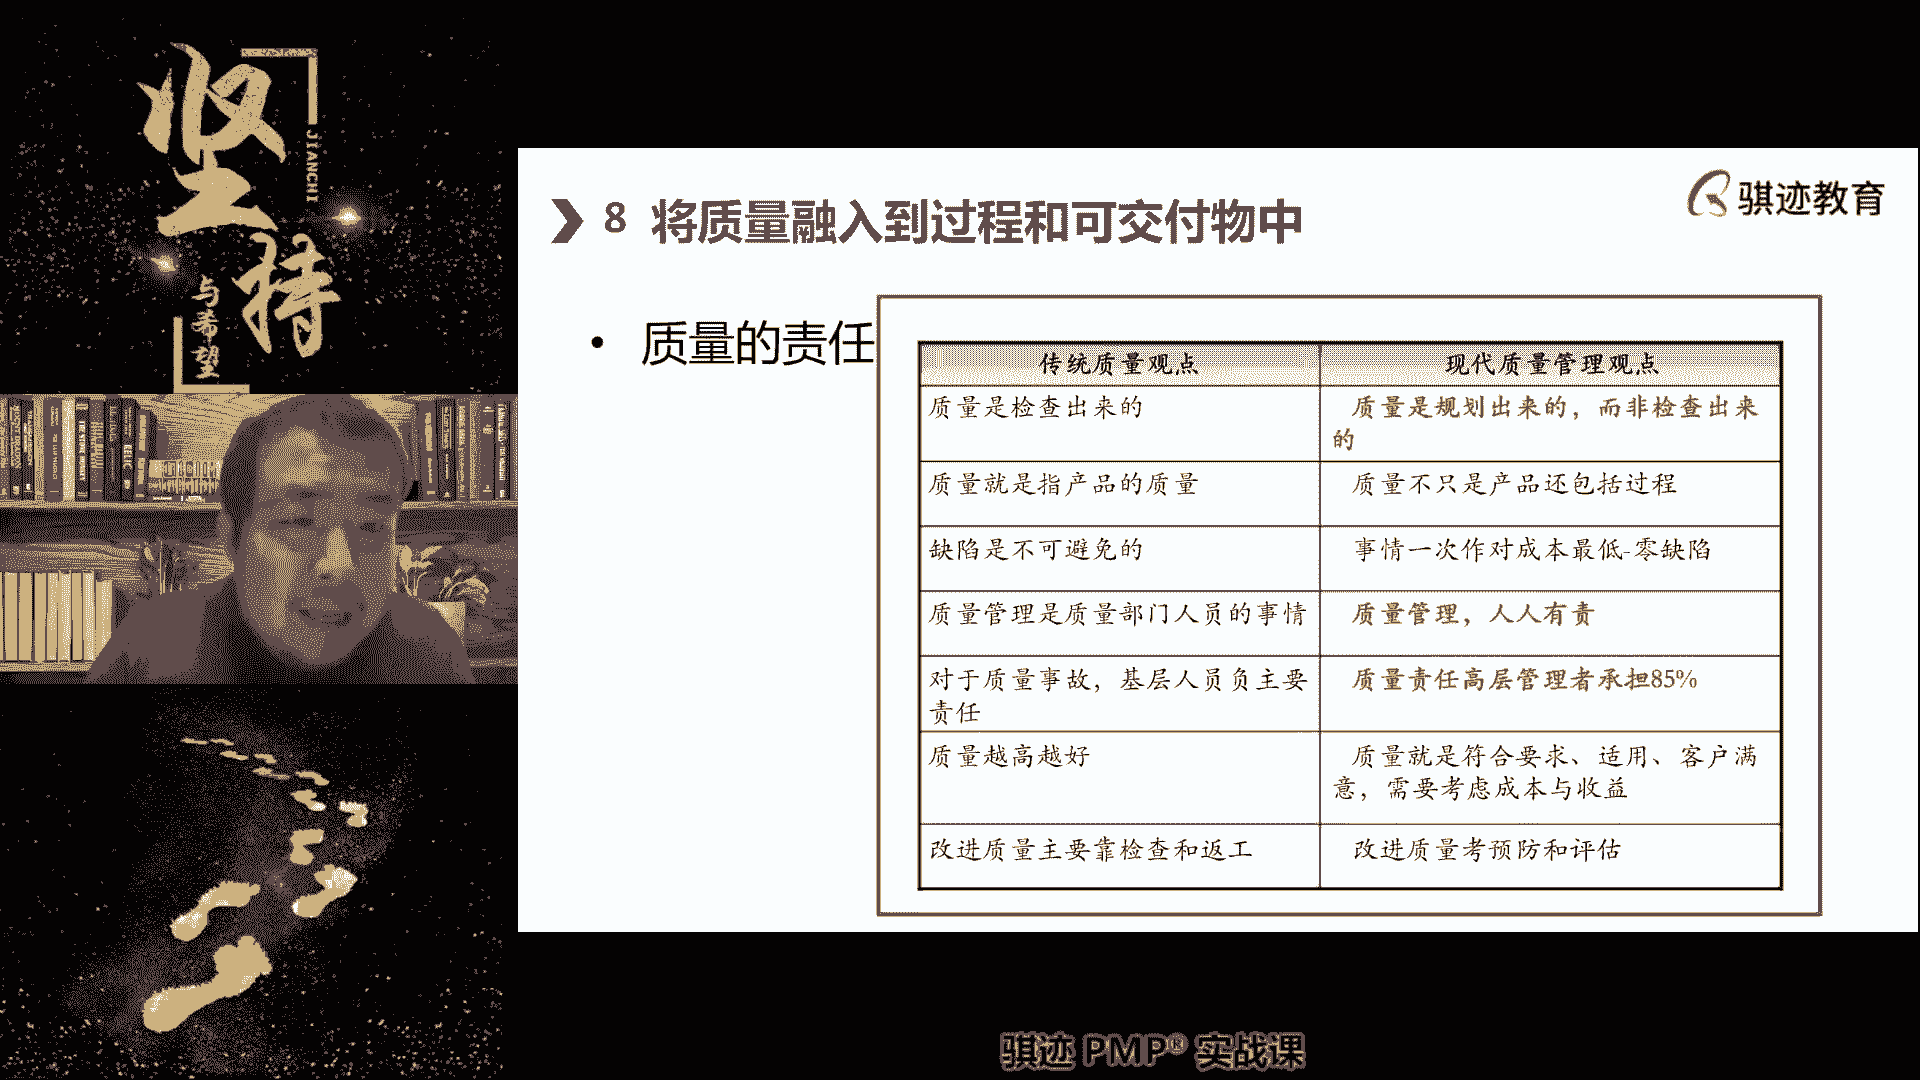 坚持
JIANCHI
与希望
骐迹教育
8 将质量融入到过程和可交付物中
• 质量的责任
传统质量观点
现代质量管理观点
质量是检查出来的
质量是规划出来的，而非检查出来
的
质量就是指产品的质量
质量不只是产品还包括过程
缺陷是不可避免的
事情一次作对成本最低-零缺陷
质量管理是质量部门人员的事情
质量管理，人人有责
对于质量事故，基层人员负主要
责任
质量责任高层管理者承担85%
质量越高越好
质量就是符合要求、适用、客户满
意，需要考虑成本与收益
改进质量主要靠检查和返工
改进质量考预防和评估
骐迹 PMP® 实战课